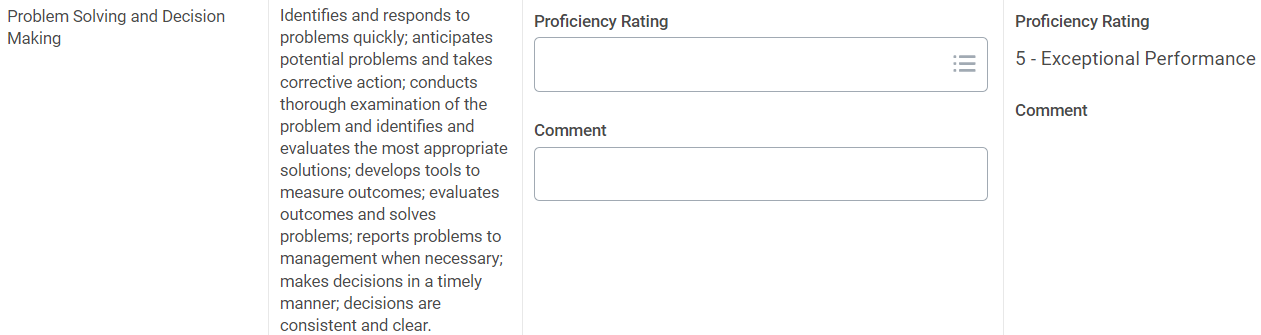 Problem Solving and Decision
Making
Identifies and responds to
problems quickly; anticipates
potential problems and takes
corrective action; conducts
thorough examination of the
problem and identifies and
evaluates the most appropriate
solutions; develops tools to
measure outcomes; evaluates
outcomes and solves
problems; reports problems to
management when necessary;
makes decisions in a timely
manner; decisions are
consistent and clear.
Proficiency Rating
Comment
Proficiency Rating
5 - Exceptional Performance
Comment